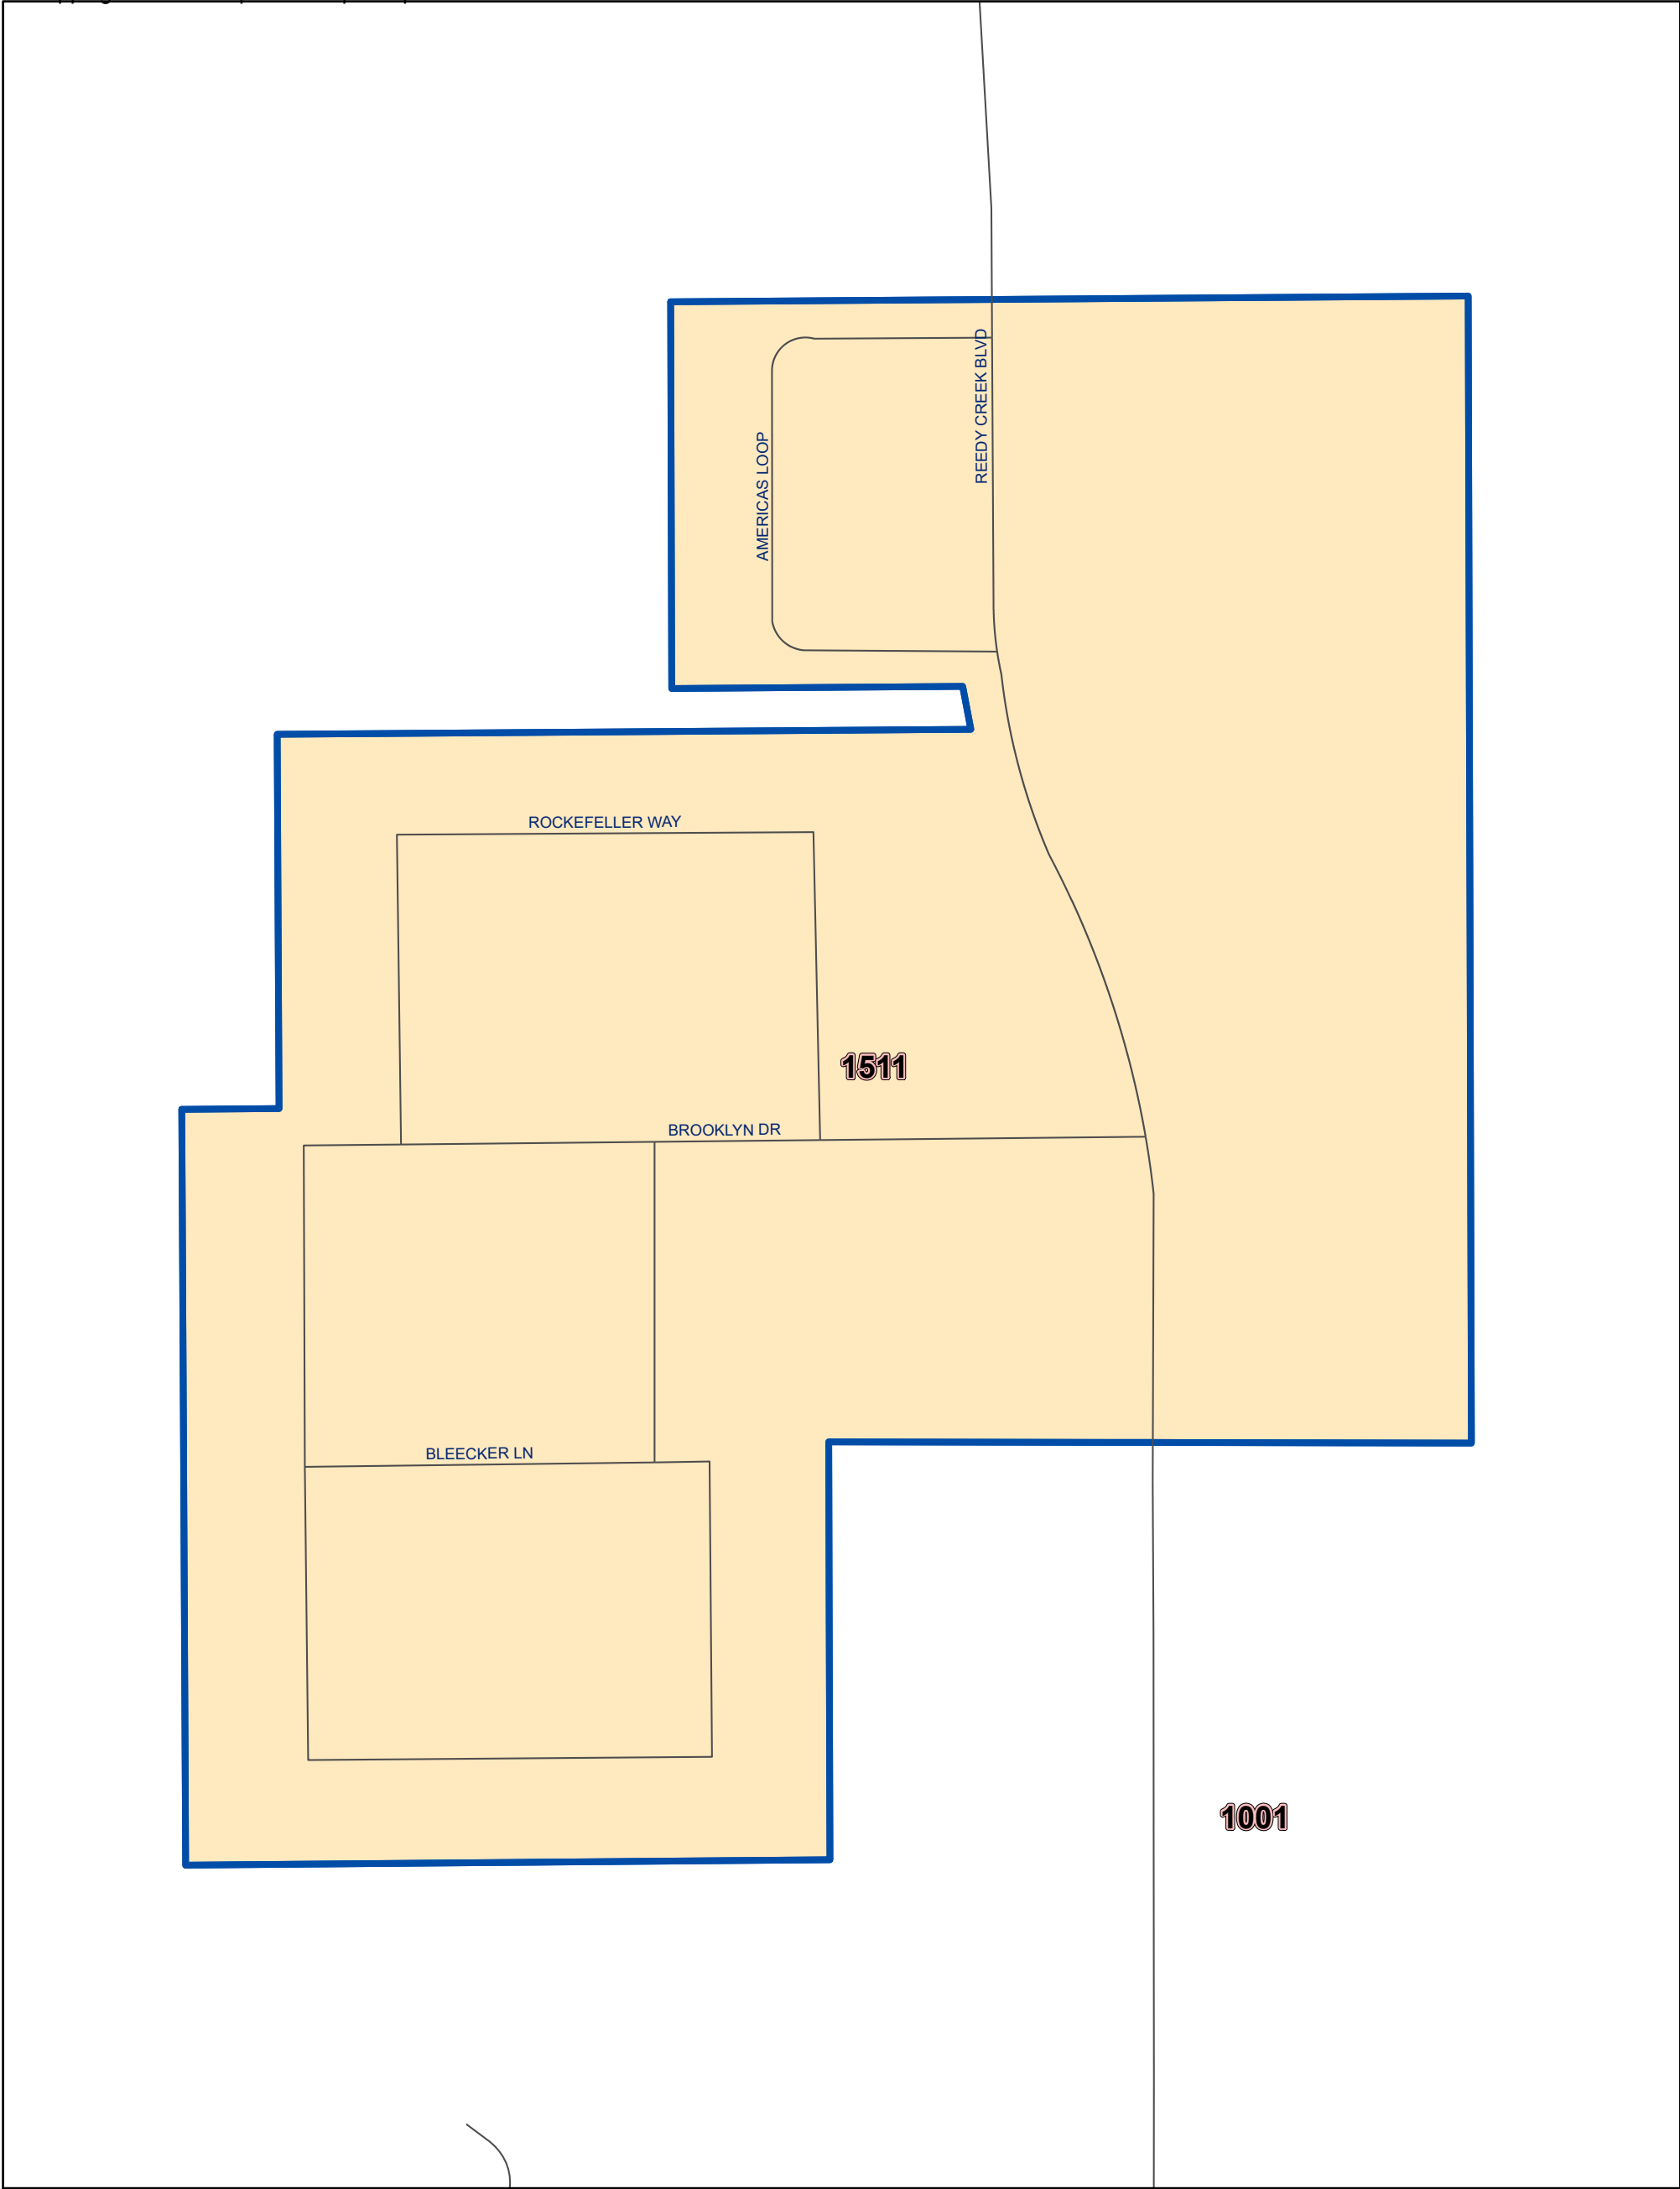 REEDY CREEK BLVD
AMERICAS LOOP
ROCKEFELLER WAY
1511
BROOKLYN DR
BLEECKER LN
1001